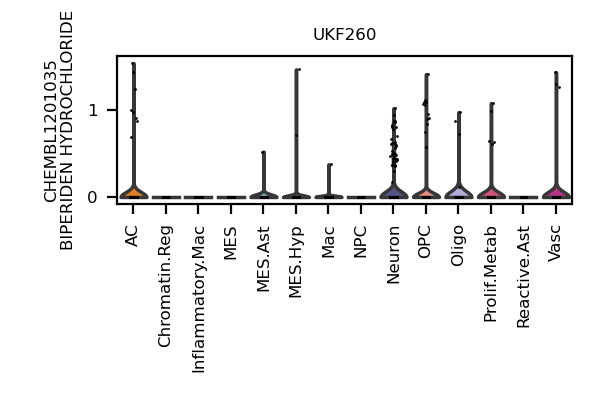 UKF260
CHEMBL1201035
BIPERIDEN HYDROCHLORIDE
1
0
AC
Chromatin.Reg
Inflammatory.Mac
MES
MES.Ast
MES.Hyp
Mac
NPC
Neuron
OPC
Oligo
Prolif.Metab
Reactive.Ast
Vasc